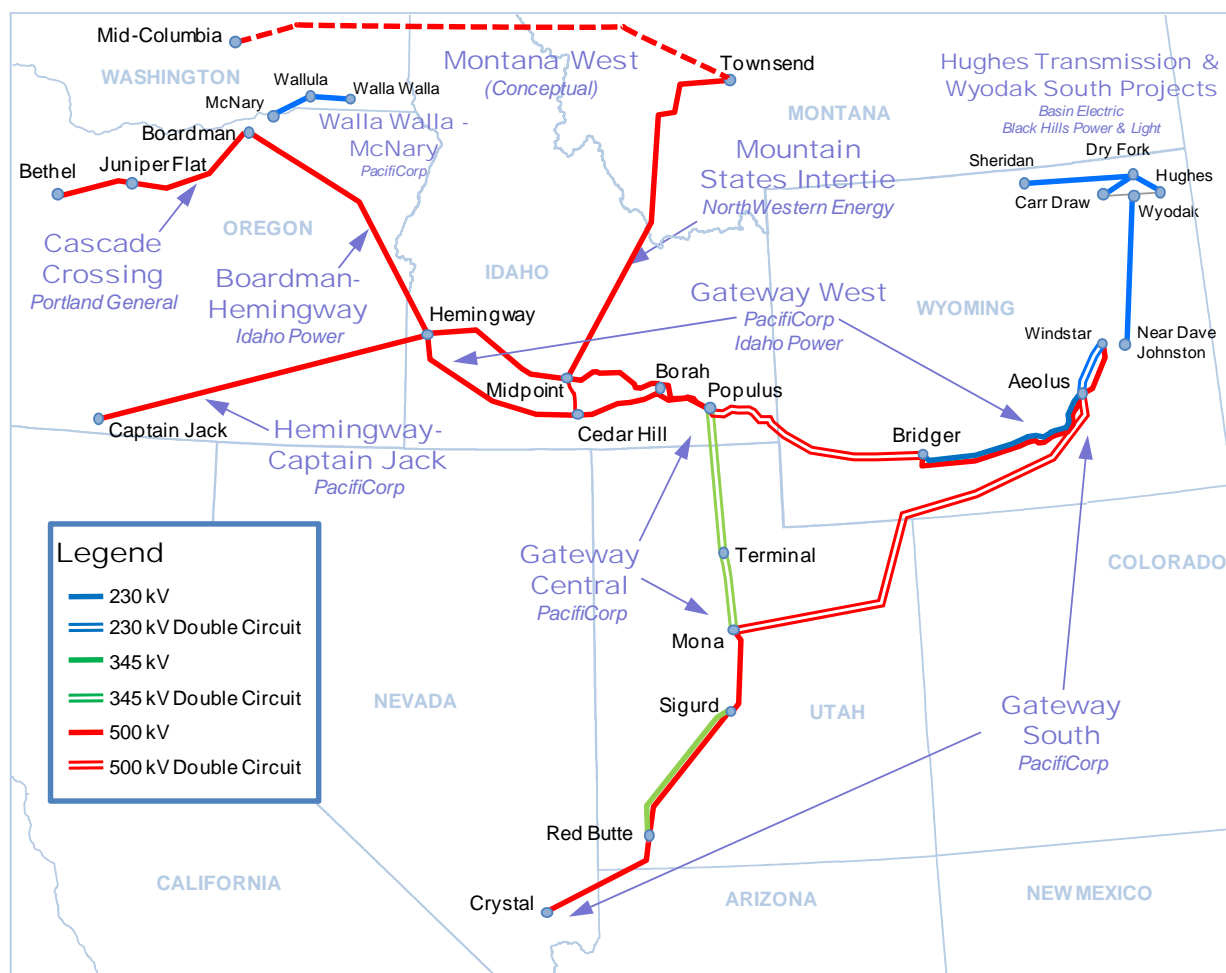 Mid-Columbia
WASHINGTON
Wallula
McNary
Walla Walla
Boardman
Juniper Flat
Bethel
Walla Walla -
McNary
PacifiCorp
Montana West
(Conceptual)
Townsend
MONTANA
Hughes Transmission &
Wyodak South Projects
Basin Electric
Black Hills Power & Light
Sheridan
Dry Fork
Hughes
Carr Draw
Wyodak
Mountain
States Intertie
NorthWestern Energy
OREGON
Cascade
Crossing
Portland General
Boardman-
Hemingway
Idaho Power
IDAHO
Hemingway
Gateway West
PacifiCorp
Idaho Power
WYOMING
Windstar
Near Dave
Johnston
Aeolus
Midpoint
Borah
Populus
Captain Jack
Cedar Hill
Bridger
Hemingway-
Captain Jack
PacifiCorp
Legend
230 kV
230 kV Double Circuit
345 kV
345 kV Double Circuit
500 kV
500 kV Double Circuit
Gateway
Central
PacifiCorp
Terminal
COLORADO
Mona
NEVADA
Sigurd
UTAH
Gateway
South
PacifiCorp
Red Butte
CALIFORNIA
Crystal
ARIZONA
NEW MEXICO